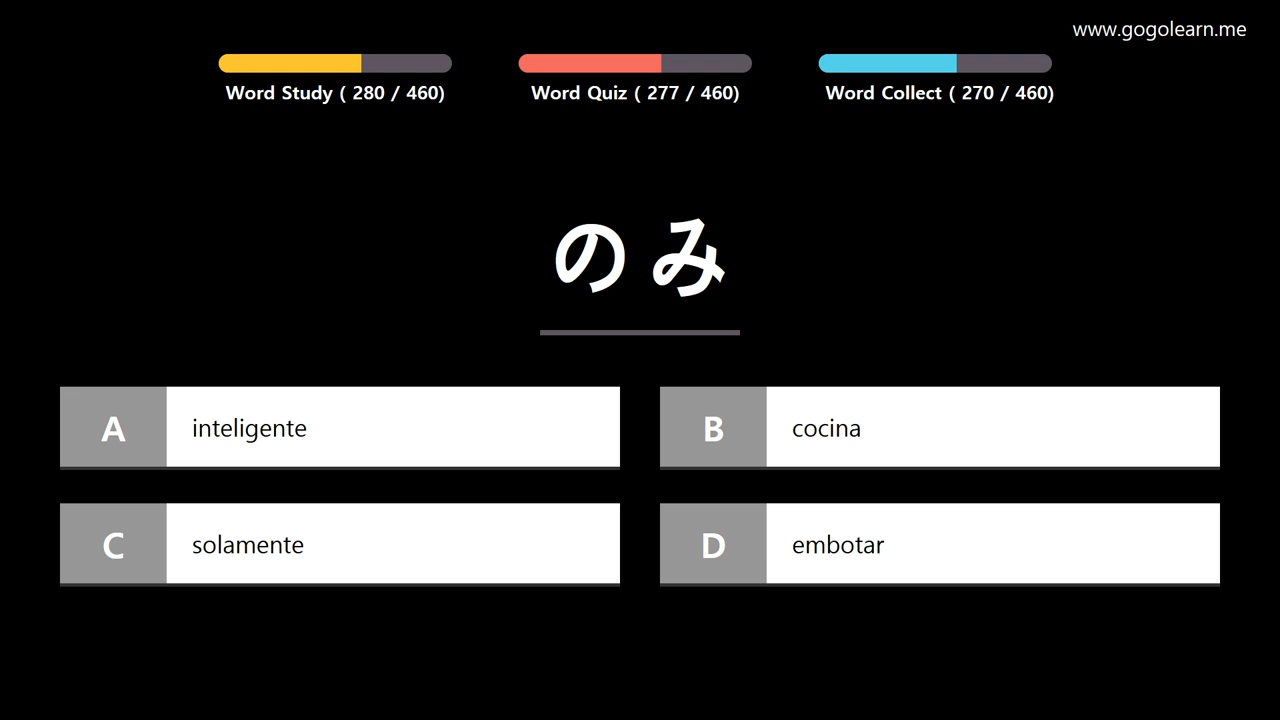 www.gogolearn.me
Word Study ( 280 / 460)
Word Quiz ( 277 / 460)
Word Collect ( 270 / 460)
のみ
A inteligente
B cocina
C solamente
D embotar